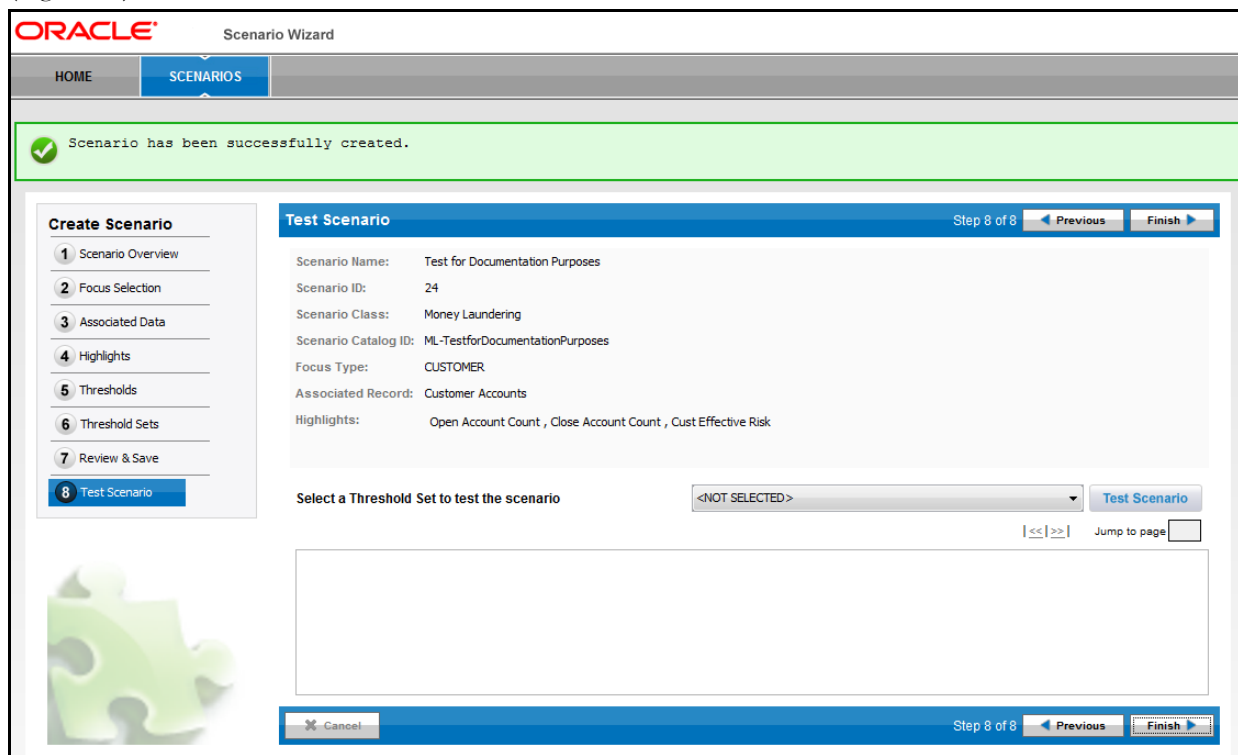 ORACLE Scenario Wizard
HOME SCENARIOS
Scenario has been successfully created.
Create Scenario
1 Scenario Overview
2 Focus Selection
3 Associated Data
4 Highlights
5 Thresholds
6 Threshold Sets
7 Review & Save
8 Test Scenario
Test Scenario Step 8 of 8 Previous Finish
Scenario Name: Test for Documentation Purposes
Scenario ID: 24
Scenario Class: Money Laundering
Scenario Catalog ID: ML-TestforDocumentationPurposes
Focus Type: CUSTOMER
Associated Record: Customer Accounts
Highlights: Open Account Count , Close Account Count , Cust Effective Risk
Select a Threshold Set to test the scenario <NOT SELECTED> Test Scenario
|<<|>>| Jump to page
Cancel Step 8 of 8 Previous Finish